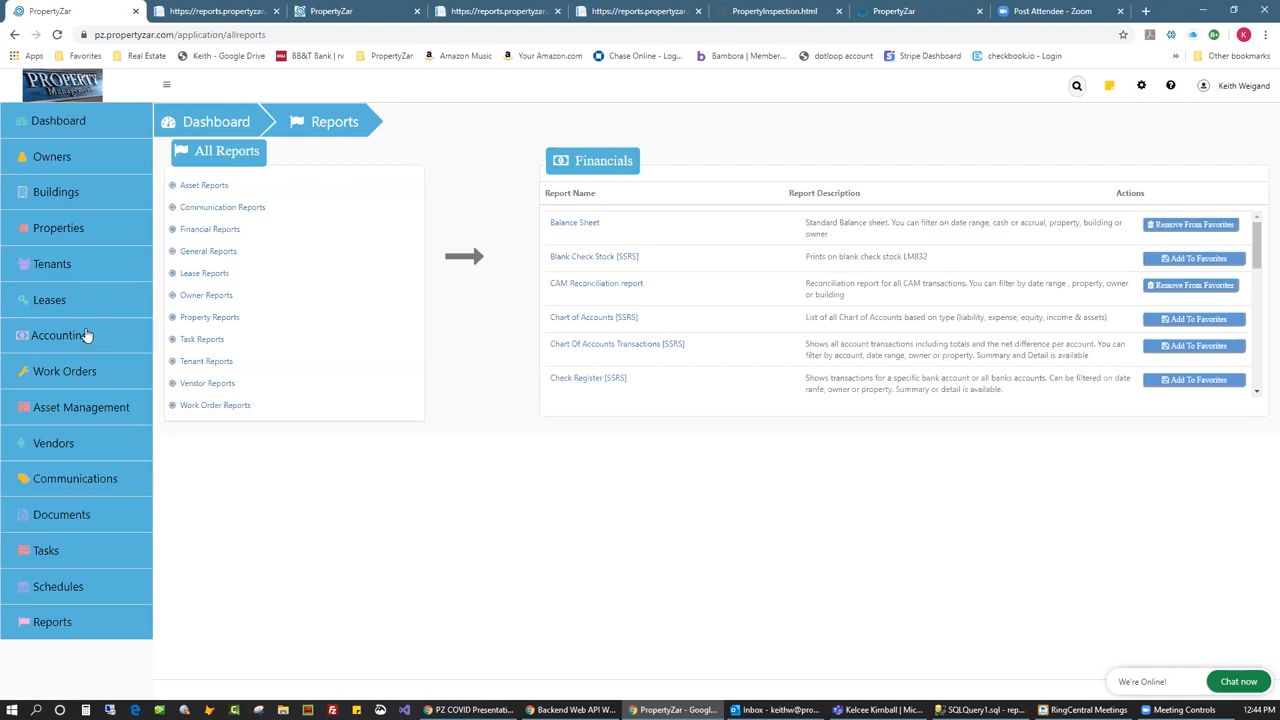 PropertyZar
https://reports.propertyzar.com
PropertyZar
https://reports.propertyzar.com
https://reports.propertyzar.com
PropertyInspection.html
PropertyZar
Post Attendee - Zoom
pz.propertyzar.com/application/allreports
Apps
Favorites
Real Estate
Keith - Google Drive
BB&T Bank | rv
PropertyZar
Amazon Music
Your Amazon.com
Chase Online - Log...
Bambora | Member...
dotloop account
Stripe Dashboard
checkbook.io - Login
Other bookmarks
PROPERTY
Management
Keith Weigand
Dashboard
Owners
Buildings
Properties
Tenants
Leases
Accounting
Work Orders
Asset Management
Vendors
Communications
Documents
Tasks
Schedules
Reports
Dashboard
Reports
All Reports
Asset Reports
Communication Reports
Financial Reports
General Reports
Lease Reports
Owner Reports
Property Reports
Task Reports
Tenant Reports
Vendor Reports
Work Order Reports
Financials
Report Name Report Description Actions
Balance Sheet Standard Balance sheet. You can filter on date range, cash or accrual, property, building or Remove From Favorites
owner
Blank Check Stock [SSRS] Prints on blank check stock LM832 Add To Favorites
CAM Reconciliation report Reconciliation report for all CAM transactions. You can filter by date range , property, owner Remove From Favorites
or building
Chart of Accounts [SSRS] List of all Chart of Accounts based on type (liability, expense, equity, income & assets) Add To Favorites
Chart Of Accounts Transactions [SSRS] Shows all account transactions including totals and the net difference per account. You can Add To Favorites
filter by account, date range, owner or property. Summary and Detail is available
Check Register [SSRS] Shows transactions for a specific bank account or all banks accounts. Can be filtered on date Add To Favorites
ranfe, owner or property. Summary or detail is available.
We're Online!
Chat now
PZ COVID Presentati...
Backend Web API W...
PropertyZar - Googl...
Inbox - keithw@pro...
Kelcee Kimball | Mic...
SQLQuery1.sql - rep...
RingCentral Meetings
Meeting Controls
12:44 PM